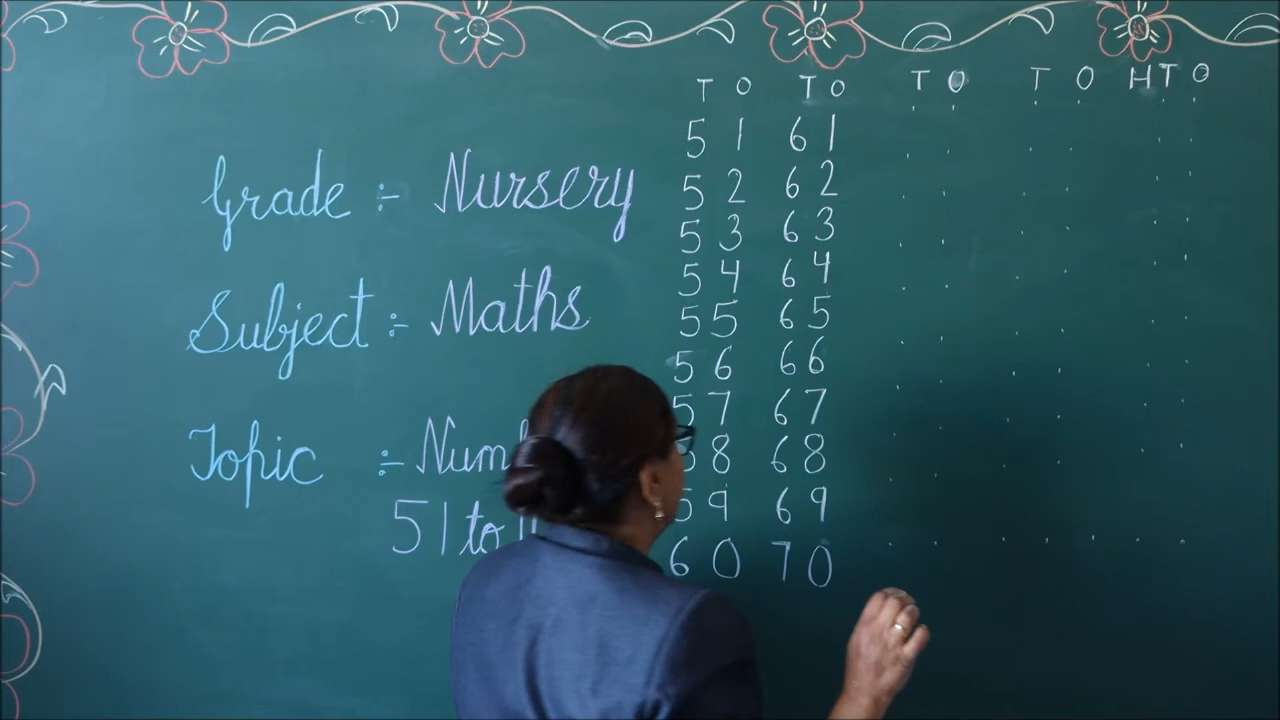 Grade :- Nursery
Subject :- Maths
Topic :-
51 to
T O T O T O T O H T O
5 1 6 1
5 2 6 2
5 3 6 3
5 4 6 4
5 5 6 5
5 6 6 6
5 7 6 7
8 6 8
5 9 6 9
6 0 7 0